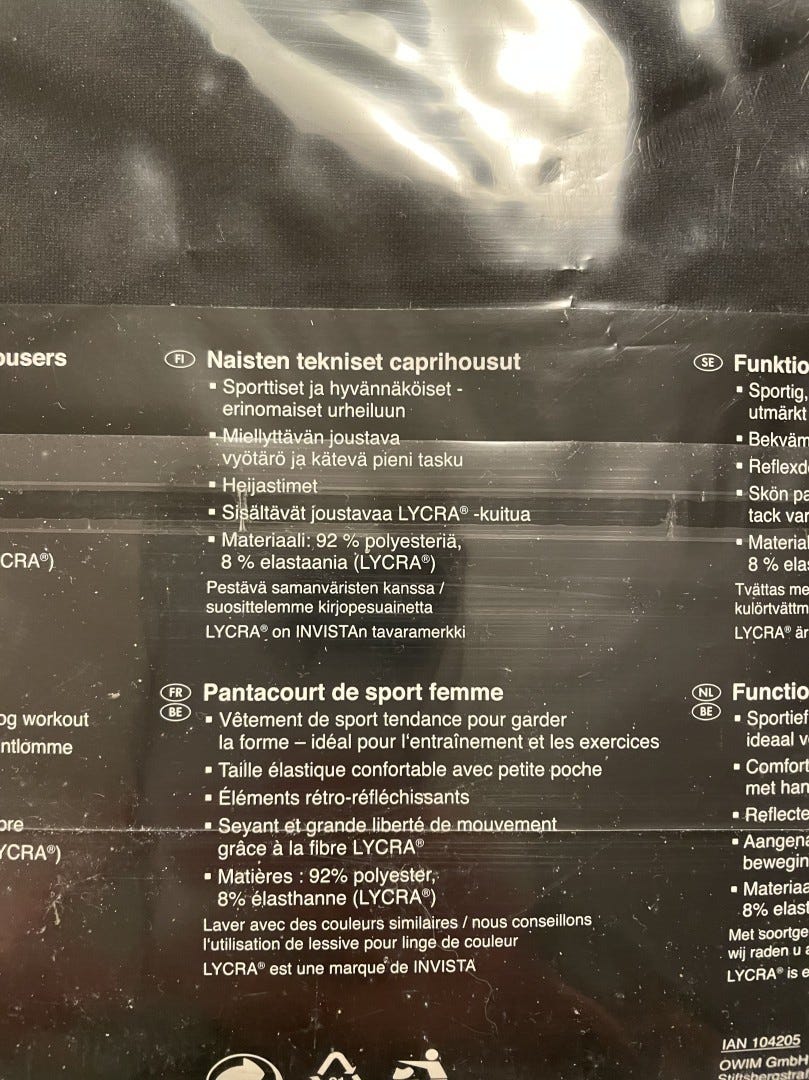 ousers
CRA®)
og workout
ntlomme
bre
YCRA®)
FI Naisten tekniset caprihousut
▪ Sporttiset ja hyvännäköiset -
erinomaiset urheiluun
▪ Miellyttävän joustava
vyötärö ja kätevä pieni tasku
▪ Heijastimet
▪ Sisältävät joustavaa LYCRA® -kuitua
▪ Materiaali: 92 % polyesteriä,
8 % elastaania (LYCRA®)
Pestävä samanväristen kanssa /
suosittelemme kirjopesuainetta
LYCRA® on INVISTAn tavaramerkki
FR BE Pantacourt de sport femme
▪ Vêtement de sport tendance pour garder
la forme – idéal pour l'entraînement et les exercices
▪ Taille élastique confortable avec petite poche
▪ Éléments rétro-réfléchissants
▪ Seyant et grande liberté de mouvement
grâce à la fibre LYCRA®
▪ Matières : 92% polyester,
8% élasthanne (LYCRA®)
Laver avec des couleurs similaires / nous conseillons
l'utilisation de lessive pour linge de couleur
LYCRA® est une marque de INVISTA
SE Funktio
▪ Sportig,
utmärkt
▪ Bekväm
▪ Reflexd
▪ Skön pa
tack var
▪ Material
8 % elas
Tvättas me
kulörtvättm
LYCRA® är
NL BE Functio
▪ Sportief
ideaal v
▪ Comfort
met han
▪ Reflecte
▪ Aangena
bewegin
▪ Materiaa
8% elast
Met soortge
wij raden u a
LYCRA® is e
IAN 104205
OWIM GmbH
Stiftsbergstraß